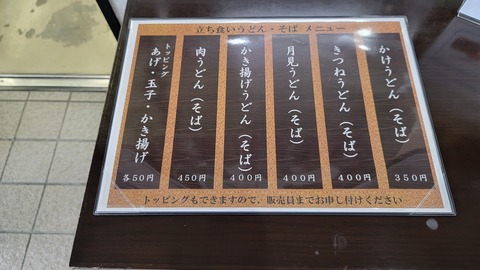 立ち食いうどん・そば メニュー
かけうどん(そば)
350円
きつねうどん(そば)
400円
月見うどん(そば)
400円
かき揚げうどん(そば)
400円
肉うどん(そば)
450円
トッピング
あげ・玉子・かき揚げ
各50円
トッピングもできますので、販売員までお申し付けください